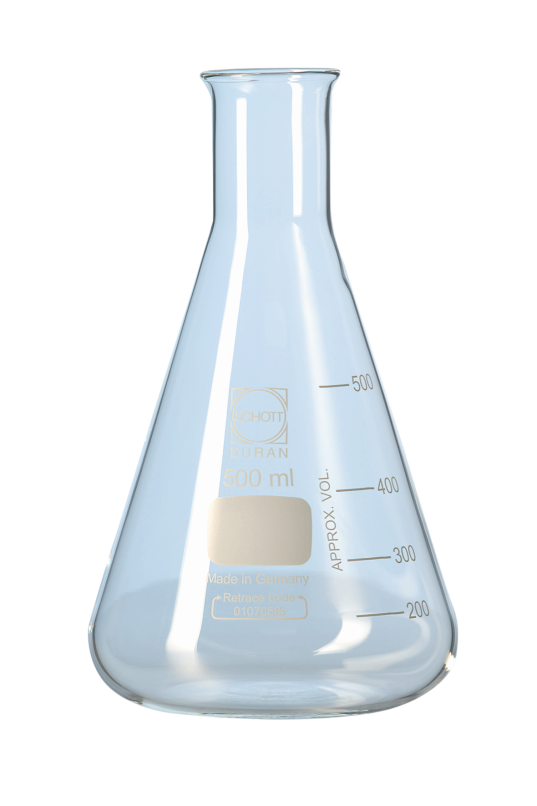 SCHOTT
DURAN
500 ml
Made in Germany
Retrace Code
500
400
300
200
APPROX. VOL.